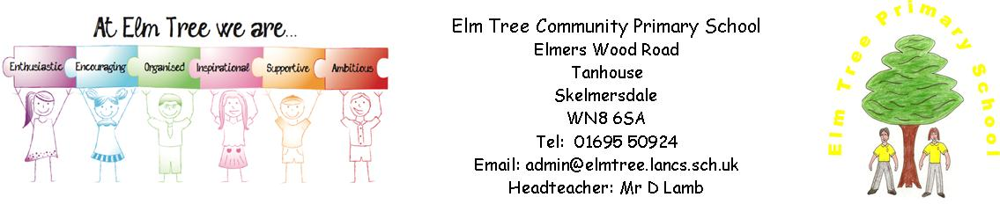 At Elm Tree we are...
Enthusiastic Encouraging Organised Inspirational Supportive Ambitious
Elm Tree Community Primary School
Elmers Wood Road
Tanhouse
Skelmersdale
WN8 6SA
Tel: 01695 50924
Email: admin@elmtree.lancs.sch.uk
Headteacher: Mr D Lamb
Elm Tree Primary School